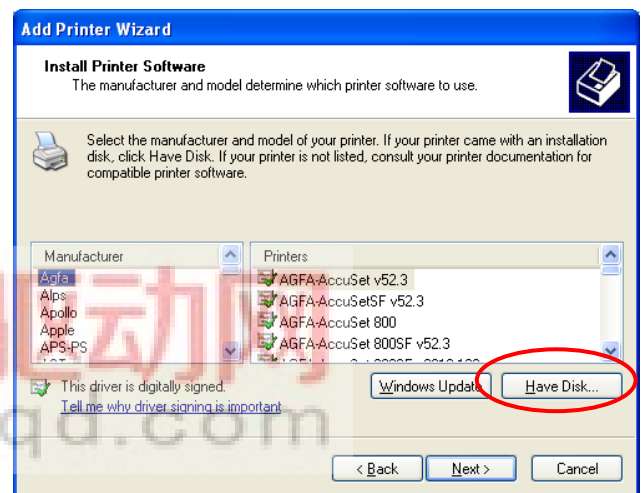 Add Printer Wizard
Install Printer Software
The manufacturer and model determine which printer software to use.
Select the manufacturer and model of your printer. If your printer came with an installation
disk, click Have Disk. If your printer is not listed, consult your printer documentation for
compatible printer software.
Manufacturer
Agfa
Alps
Apollo
Apple
APS-PS
Printers
AGFA-AccuSet v52.3
AGFA-AccuSetSF v52.3
AGFA-AccuSet 800
AGFA-AccuSet 800SF v52.3
动网
This driver is digitally signed.
Tell me why driver signing is important
Windows Update
Have Disk...
qd.com
< Back
Next >
Cancel